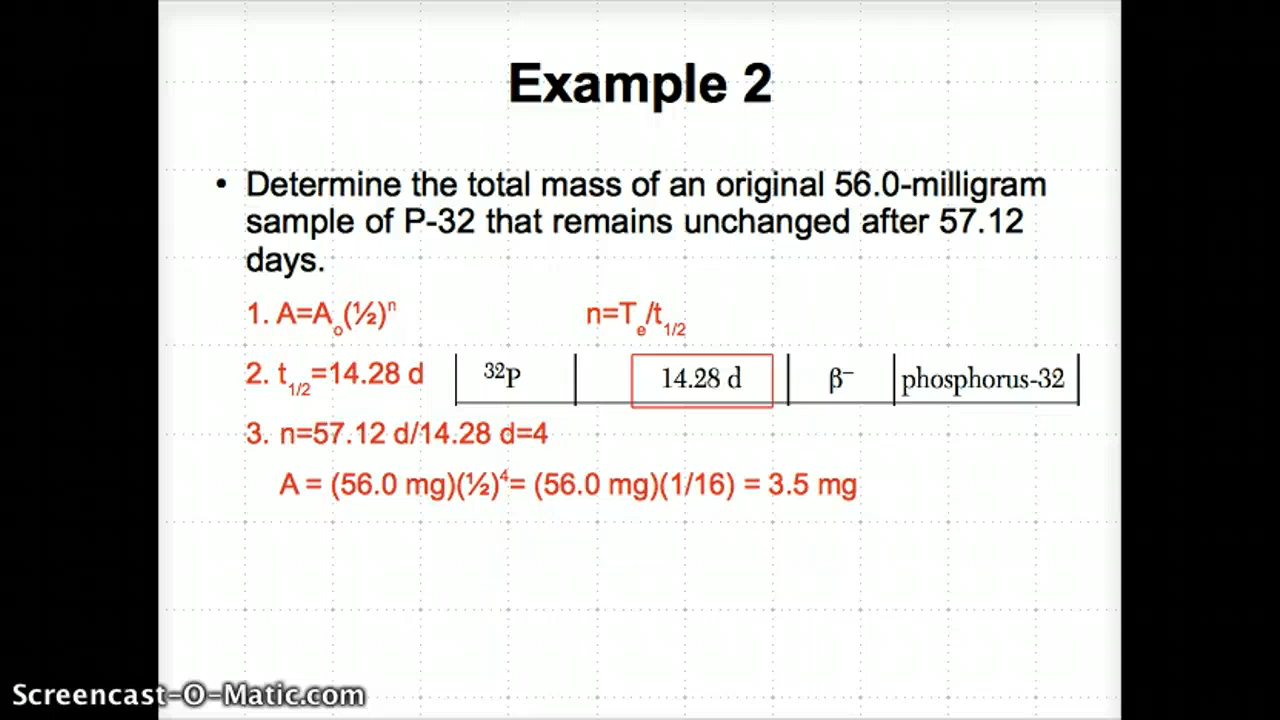 Example 2
• Determine the total mass of an original 56.0-milligram
sample of P-32 that remains unchanged after 57.12
days.
1. A=Aₒ(½)ⁿ n=Tₑ/t₁/₂
2. t₁/₂=14.28 d ³²P 14.28 d β⁻ phosphorus-32
3. n=57.12 d/14.28 d=4
A = (56.0 mg)(½)⁴= (56.0 mg)(1/16) = 3.5 mg
Screencast-O-Matic.com